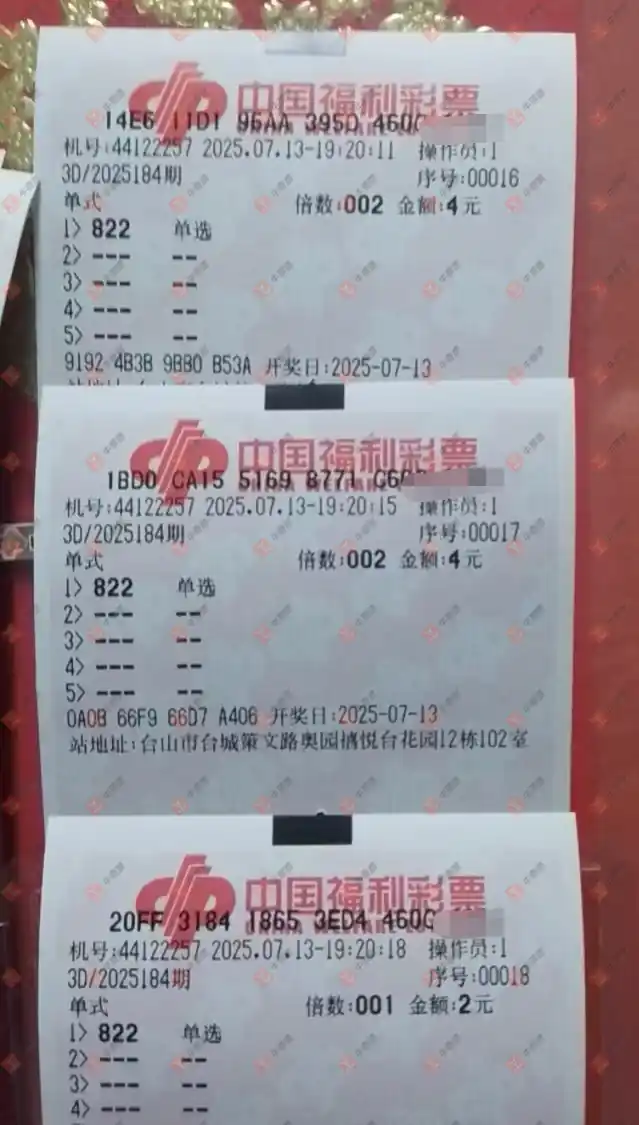 中国福利彩票
14E6 11D1 95AA 395D 460C
机号:44122257 2025.07.13-19:20:11 操作员:1
3D/2025184期 序号:00016
单式 倍数:002 金额:4元
1> 822 单选
2> --- --
3> --- --
4> --- --
5> --- --
9192 4B3B 9BB0 B53A 开奖日:2025-07-13
中国福利彩票
1BD0 CA15 5169 8771 C60
机号:44122257 2025.07.13-19:20:15 操作员:1
3D/2025184期 序号:00017
单式 倍数:002 金额:4元
1> 822 单选
2> --- --
3> --- --
4> --- --
5> --- --
0A0B 66F9 66D7 A406 开奖日:2025-07-13
站地址:台山市台城策文路奥园禧悦台花园12栋102室
中国福利彩票
20FF 3184 1865 3ED4 460C
机号:44122257 2025.07.13-19:20:18 操作员:1
3D/2025184期 序号:00018
单式 倍数:001 金额:2元
1> 822 单选
2> --- --
3> --- --
4> --- --